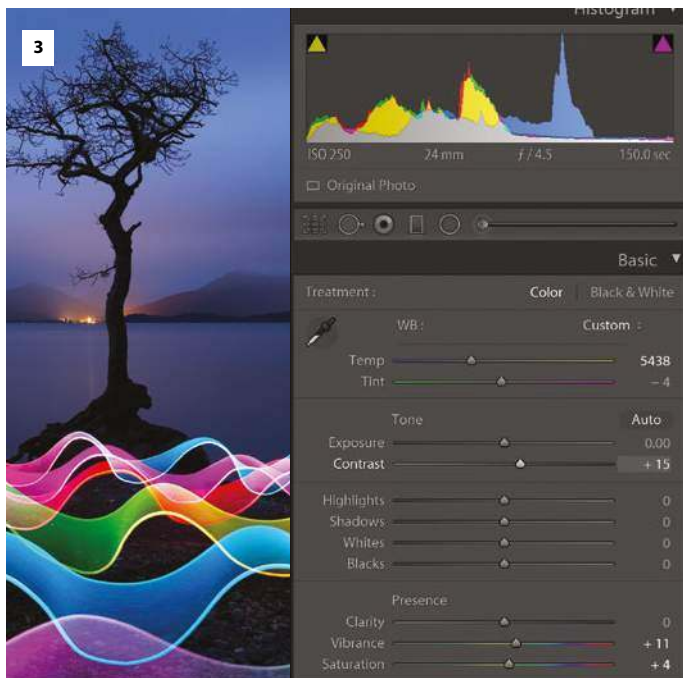 3
Histogram
ISO 250 24 mm f / 4.5 150.0 sec
Original Photo
Basic
Treatment : Color Black & White
WB : Custom
Temp 5438
Tint – 4
Tone Auto
Exposure 0.00
Contrast + 15
Highlights 0
Shadows 0
Whites 0
Blacks 0
Presence
Clarity 0
Vibrance + 11
Saturation + 4